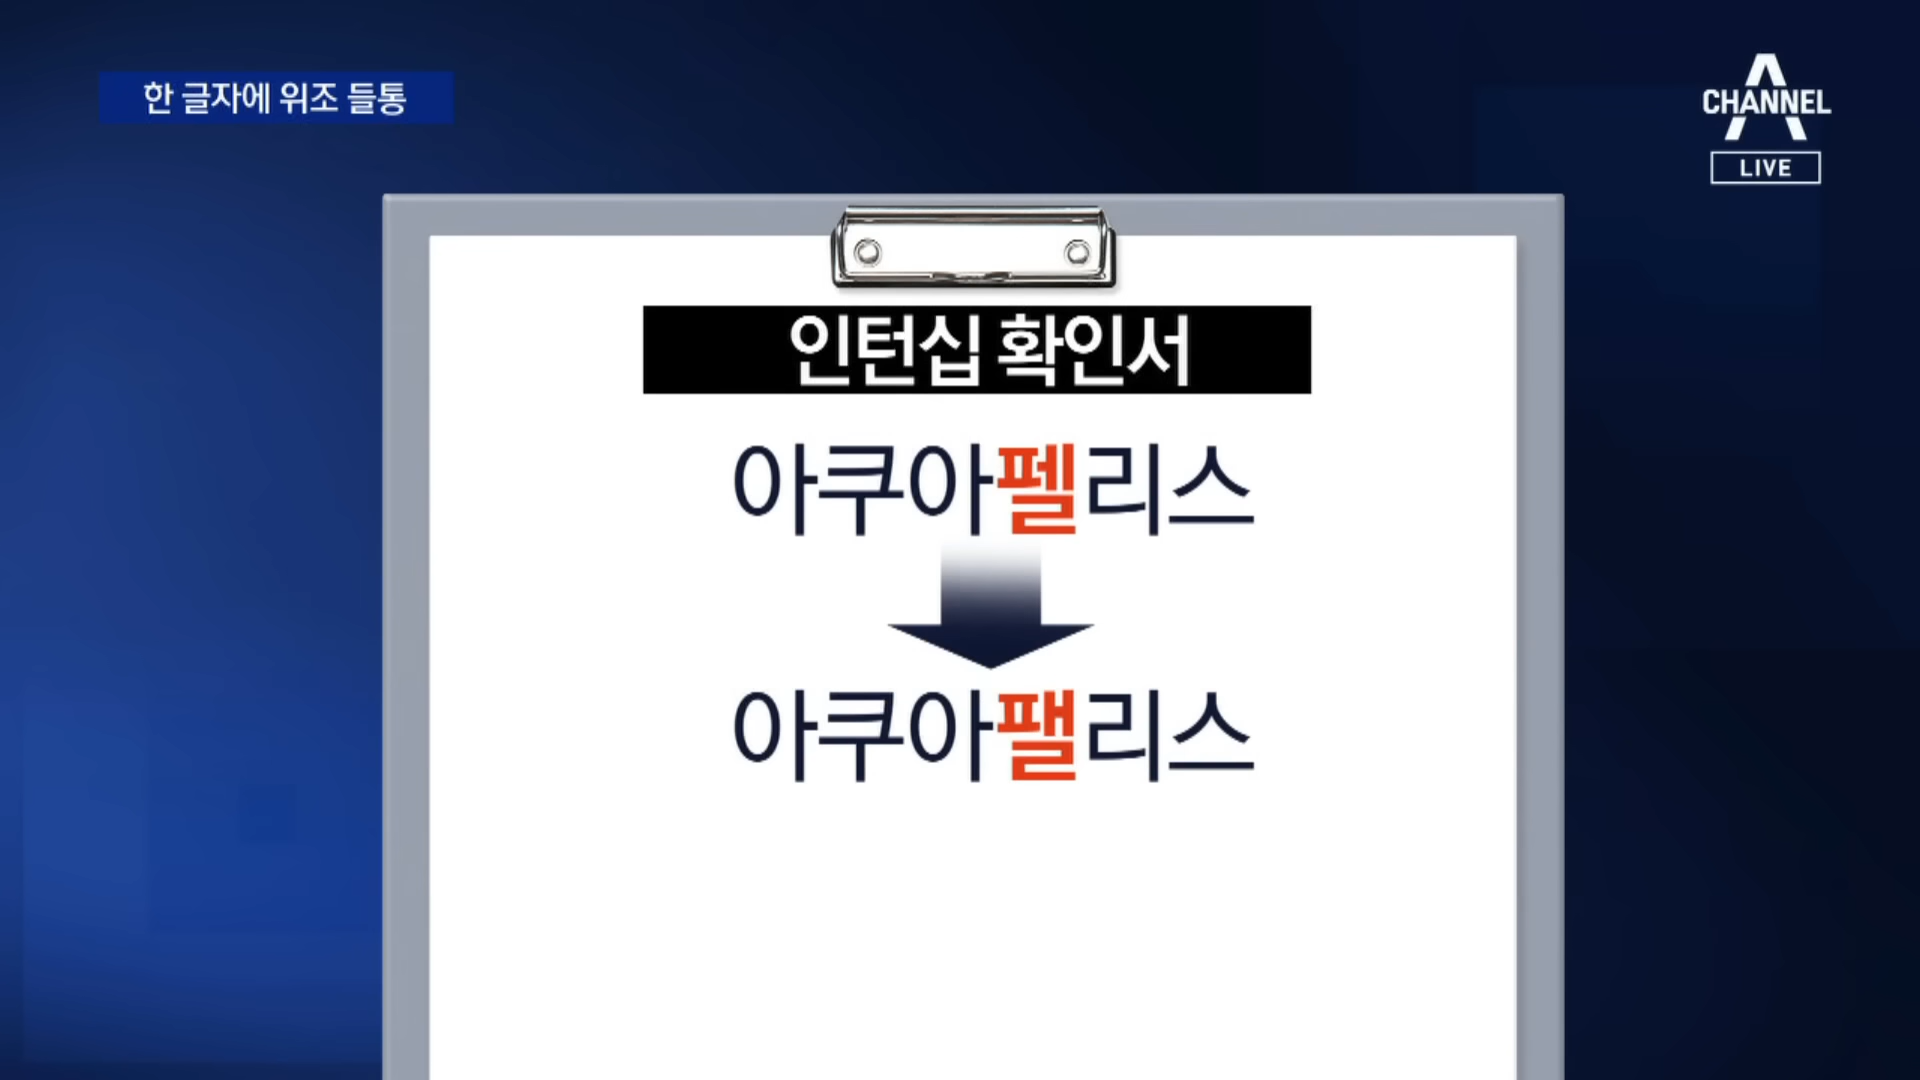 한 글자에 위조 들통
CHANNEL A
LIVE
인턴십 확인서
아쿠아펠리스
아쿠아팰리스